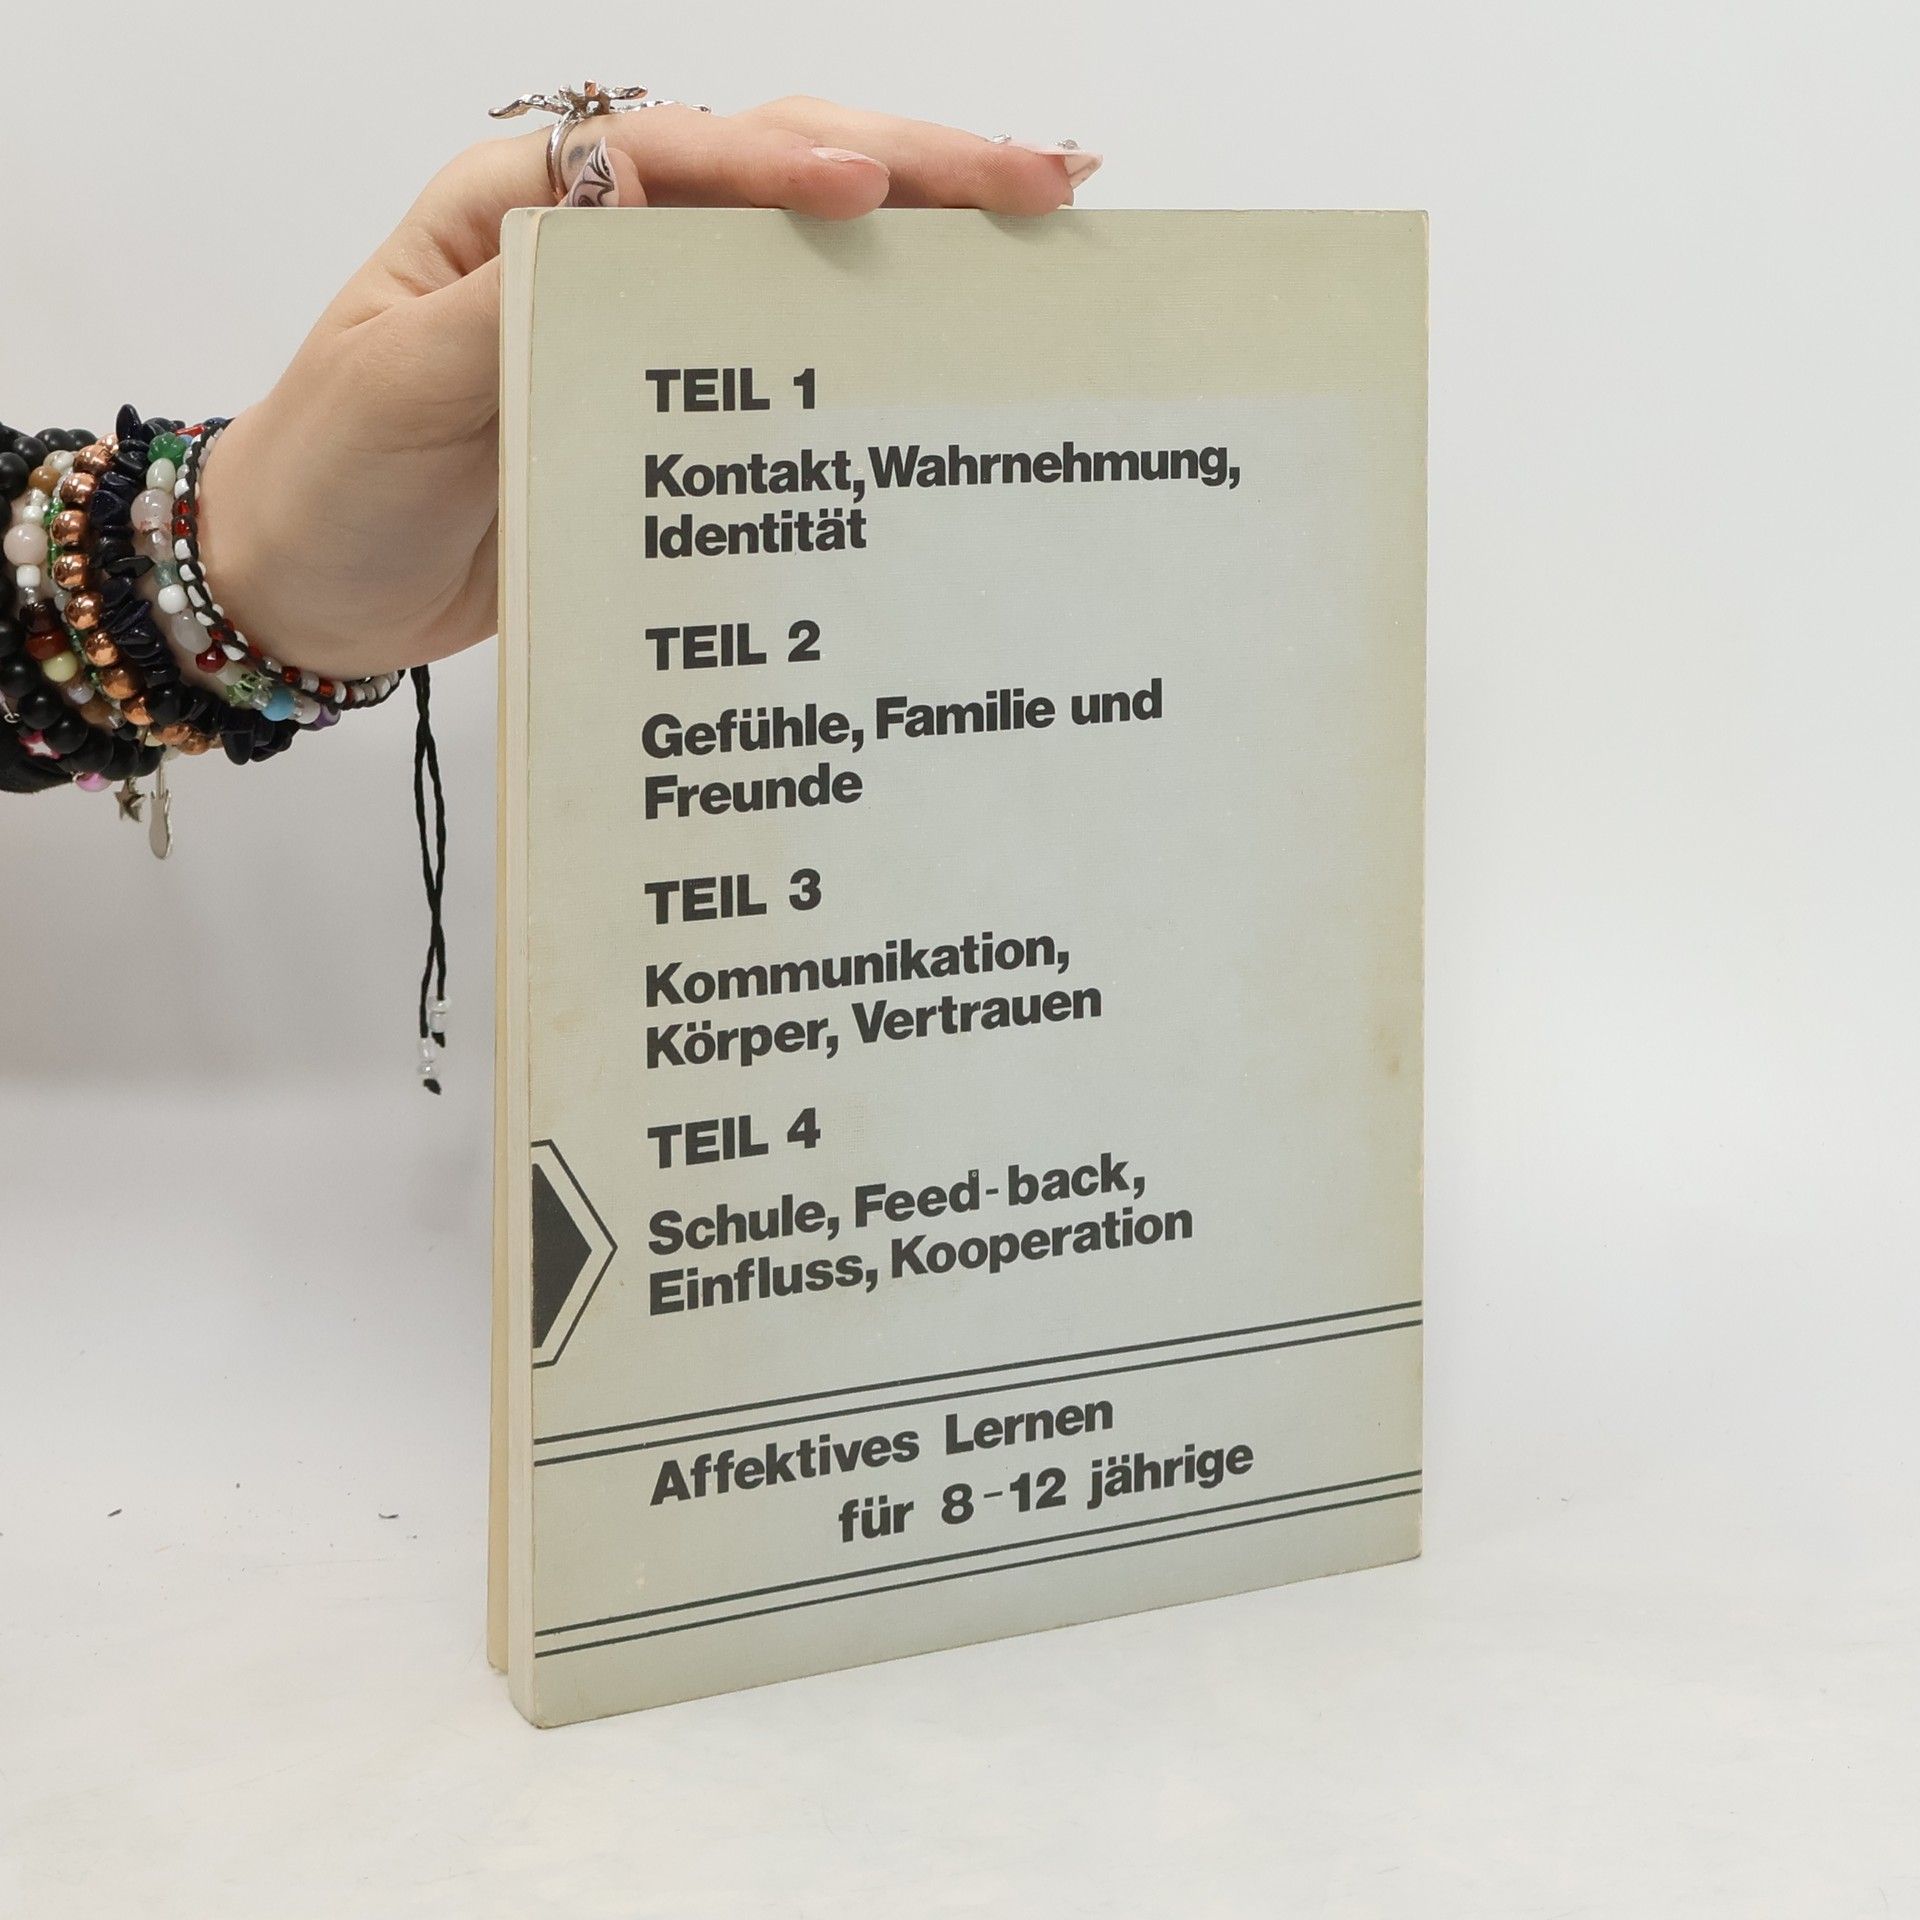 TEIL 1
Kontakt, Wahrnehmung,
Identität
TEIL 2
Gefühle, Familie und
Freunde
TEIL 3
Kommunikation,
Körper, Vertrauen
TEIL 4
Schule, Feed-back,
Einfluss, Kooperation
Affektives Lernen
für 8-12 jährige